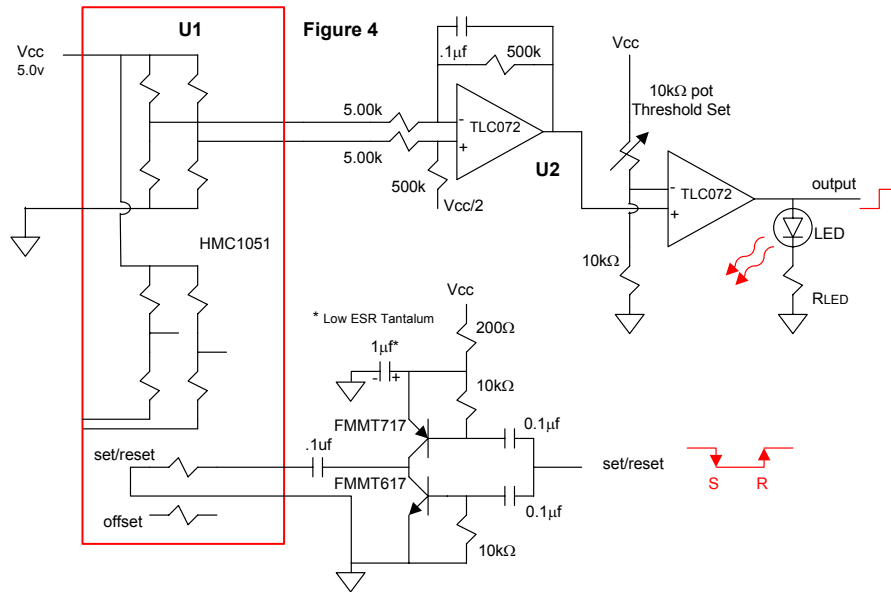 U1
Figure 4
Vcc
5.0v
HMC1051
set/reset
offset
.1µf
500k
5.00k
5.00k
-
+
TLC072
U2
500k
Vcc/2
Vcc
10kΩ pot
Threshold Set
-
+
TLC072
output
10kΩ
LED
RLED
* Low ESR Tantalum
Vcc
200Ω
1µf*
-
+
10kΩ
FMMT717
0.1µf
.1uf
FMMT617
0.1µf
10kΩ
set/reset
S
R